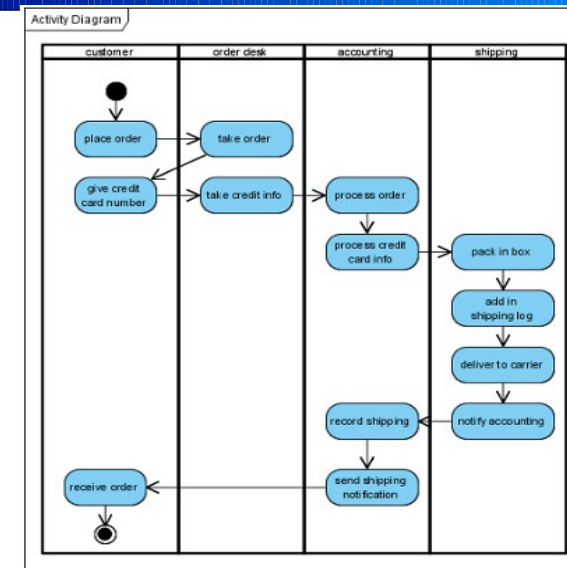 Activity Diagram
customer
order desk
accounting
shipping
place order
take order
give credit
card number
take credit info
process order
process credit
card info
pack in box
add in
shipping log
deliver to carrier
record shipping
notify accounting
receive order
send shipping
notification